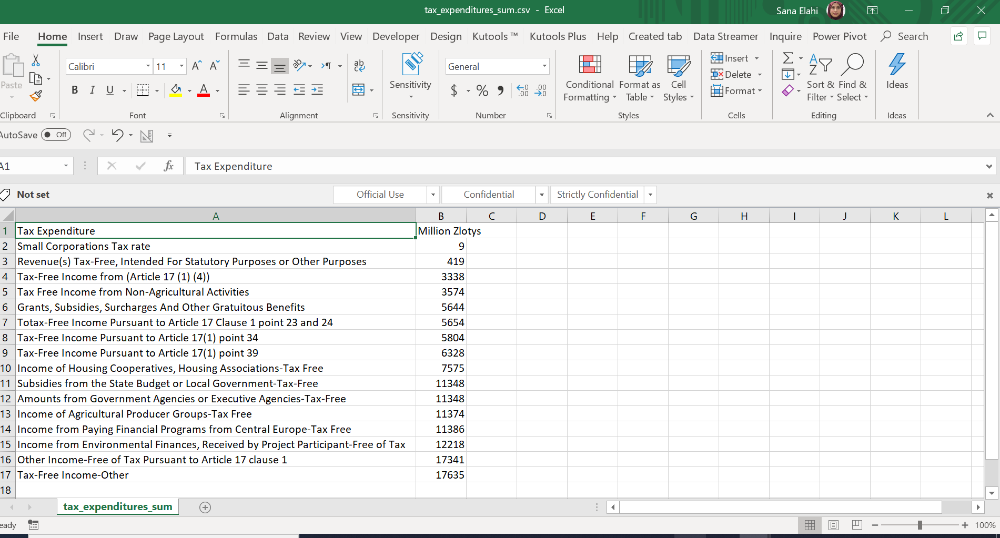 tax_expenditures_sum.csv - Excel
Sana Elahi
File Home Insert Draw Page Layout Formulas Data Review View Developer Design Kutools ™ Kutools Plus Help Created tab Data Streamer Inquire Power Pivot Search
Paste
Clipboard
Calibri 11
B I U
Font
Alignment
Sensitivity
Sensitivity
General
$ %
Number
Conditional Formatting
Format as Table
Cell Styles
Styles
Insert
Delete
Format
Cells
Sort & Filter
Find & Select
Editing
Ideas
Ideas
AutoSave Off
A1 fx Tax Expenditure
Not set Official Use Confidential Strictly Confidential
A B C D E F G H I J K L
1 Tax Expenditure Million Zlotys
2 Small Corporations Tax rate 9
3 Revenue(s) Tax-Free, Intended For Statutory Purposes or Other Purposes 419
4 Tax-Free Income from (Article 17 (1) (4)) 3338
5 Tax Free Income from Non-Agricultural Activities 3574
6 Grants, Subsidies, Surcharges And Other Gratuitous Benefits 5644
7 Totax-Free Income Pursuant to Article 17 Clause 1 point 23 and 24 5654
8 Tax-Free Income Pursuant to Article 17(1) point 34 5804
9 Tax-Free Income Pursuant to Article 17(1) point 39 6328
10 Income of Housing Cooperatives, Housing Associations-Tax Free 7575
11 Subsidies from the State Budget or Local Government-Tax-Free 11348
12 Amounts from Government Agencies or Executive Agencies-Tax-Free 11348
13 Income of Agricultural Producer Groups-Tax Free 11374
14 Income from Paying Financial Programs from Central Europe-Tax Free 11386
15 Income from Environmental Finances, Received by Project Participant-Free of Tax 12218
16 Other Income-Free of Tax Pursuant to Article 17 clause 1 17341
17 Tax-Free Income-Other 17635
18
tax_expenditures_sum
eady 100%